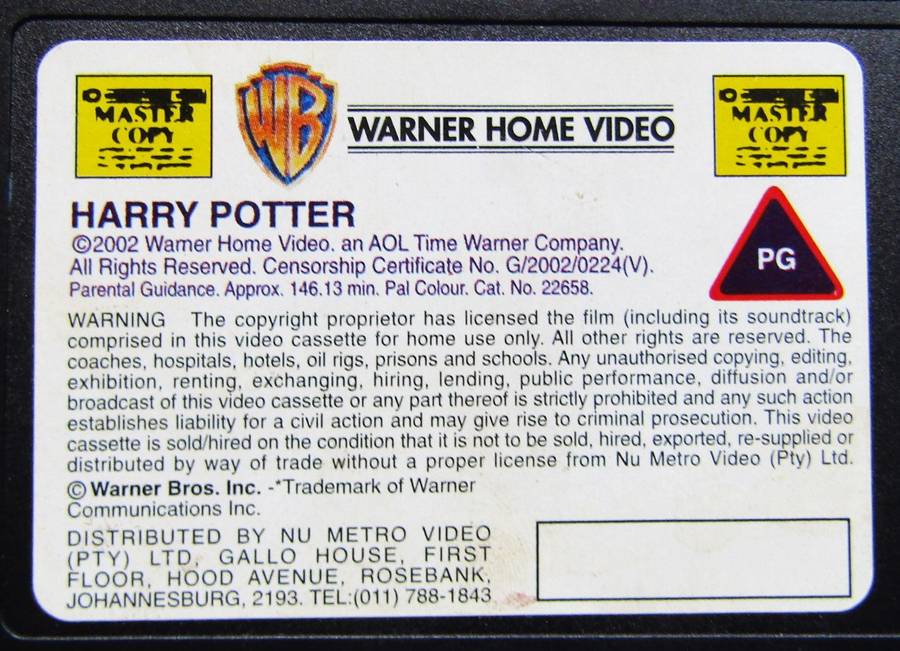 MASTER
COPY
WB
WARNER HOME VIDEO
MASTER
COPY
HARRY POTTER
©2002 Warner Home Video. an AOL Time Warner Company.
All Rights Reserved. Censorship Certificate No. G/2002/0224(V).
Parental Guidance. Approx. 146.13 min. Pal Colour. Cat. No. 22658.
PG
WARNING The copyright proprietor has licensed the film (including its soundtrack)
comprised in this video cassette for home use only. All other rights are reserved. The
coaches, hospitals, hotels, oil rigs, prisons and schools. Any unauthorised copying, editing,
exhibition, renting, exchanging, hiring, lending, public performance, diffusion and/or
broadcast of this video cassette or any part thereof is strictly prohibited and any such action
establishes liability for a civil action and may give rise to criminal prosecution. This video
cassette is sold/hired on the condition that it is not to be sold, hired, exported, re-supplied or
distributed by way of trade without a proper license from Nu Metro Video (Pty) Ltd.
© Warner Bros. Inc. -*Trademark of Warner
Communications Inc.
DISTRIBUTED BY NU METRO VIDEO
(PTY) LTD, GALLO HOUSE, FIRST
FLOOR, HOOD AVENUE, ROSEBANK,
JOHANNESBURG, 2193. TEL:(011) 788-1843